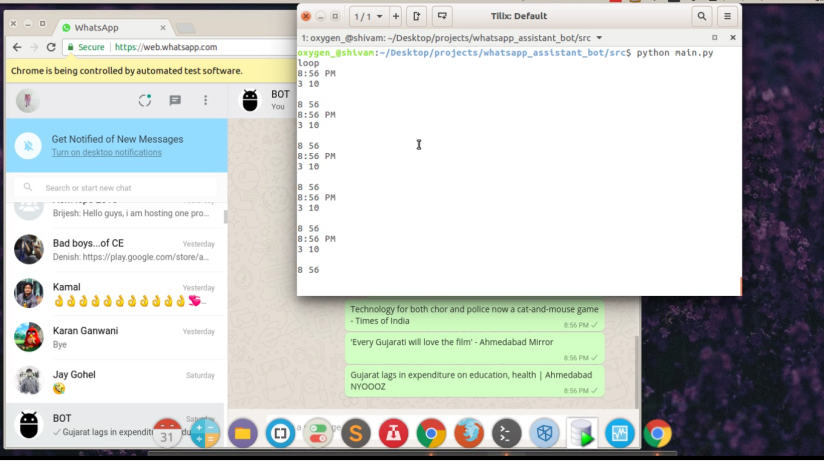 WhatsApp
Secure | https://web.whatsapp.com
Chrome is being controlled by automated test software.
Get Notified of New Messages
Turn on desktop notifications
Search or start new chat
Brijesh: Hello guys, i am hosting one pro...
Bad boys...of CE
Yesterday
Denish: https://play.google.com/store/a...
Kamal
Yesterday
Karan Ganwani
Yesterday
Bye
Jay Gohel
Saturday
BOT
Gujarat lags in expendit
31
BOT
You
1 / 1
Tilix: Default
1: oxygen_@shivam: ~/Desktop/projects/whatsapp_assistant_bot/src
oxygen_@shivam:~/Desktop/projects/whatsapp_assistant_bot/src$ python main.py
loop
8:56 PM
3 10
8 56
8:56 PM
3 10
8 56
8:56 PM
3 10
8 56
8:56 PM
3 10
8 56
8:56 PM
3 10
8 56
Technology for both chor and police now a cat-and-mouse game
- Times of India
8:56 PM
'Every Gujarati will love the film' - Ahmedabad Mirror
8:56 PM
Gujarat lags in expenditure on education, health | Ahmedabad
NYOOOZ
8:56 PM